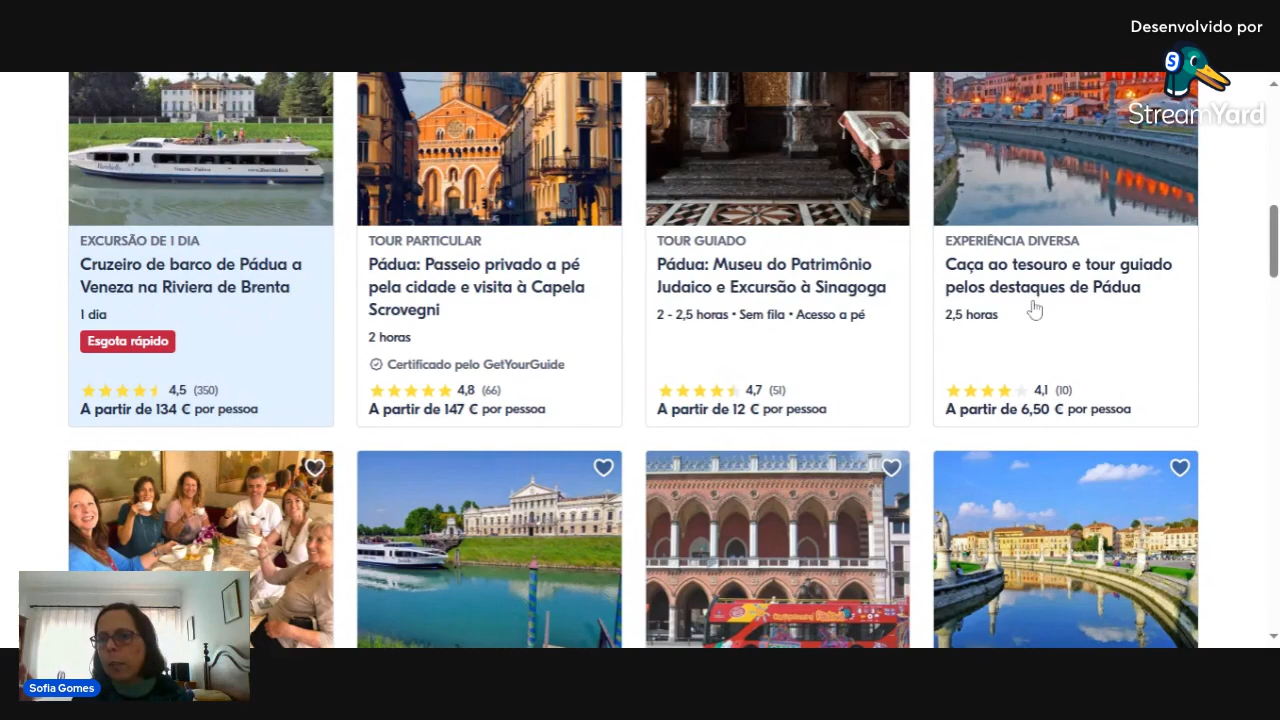 Desenvolvido por
StreamYard
EXCURSÃO DE 1 DIA
Cruzeiro de barco de Pádua a
Veneza na Riviera de Brenta
1 dia
Esgota rápido
4,5 (350)
A partir de 134 € por pessoa
TOUR PARTICULAR
Pádua: Passeio privado a pé
pela cidade e visita à Capela
Scrovegni
2 horas
Certificado pelo GetYourGuide
4,8 (66)
A partir de 147 € por pessoa
TOUR GUIADO
Pádua: Museu do Patrimônio
Judaico e Excursão à Sinagoga
2 - 2,5 horas • Sem fila • Acesso a pé
4,7 (51)
A partir de 12 € por pessoa
EXPERIÊNCIA DIVERSA
Caça ao tesouro e tour guiado
pelos destaques de Pádua
2,5 horas
4,1 (10)
A partir de 6,50 € por pessoa
Sofia Gomes